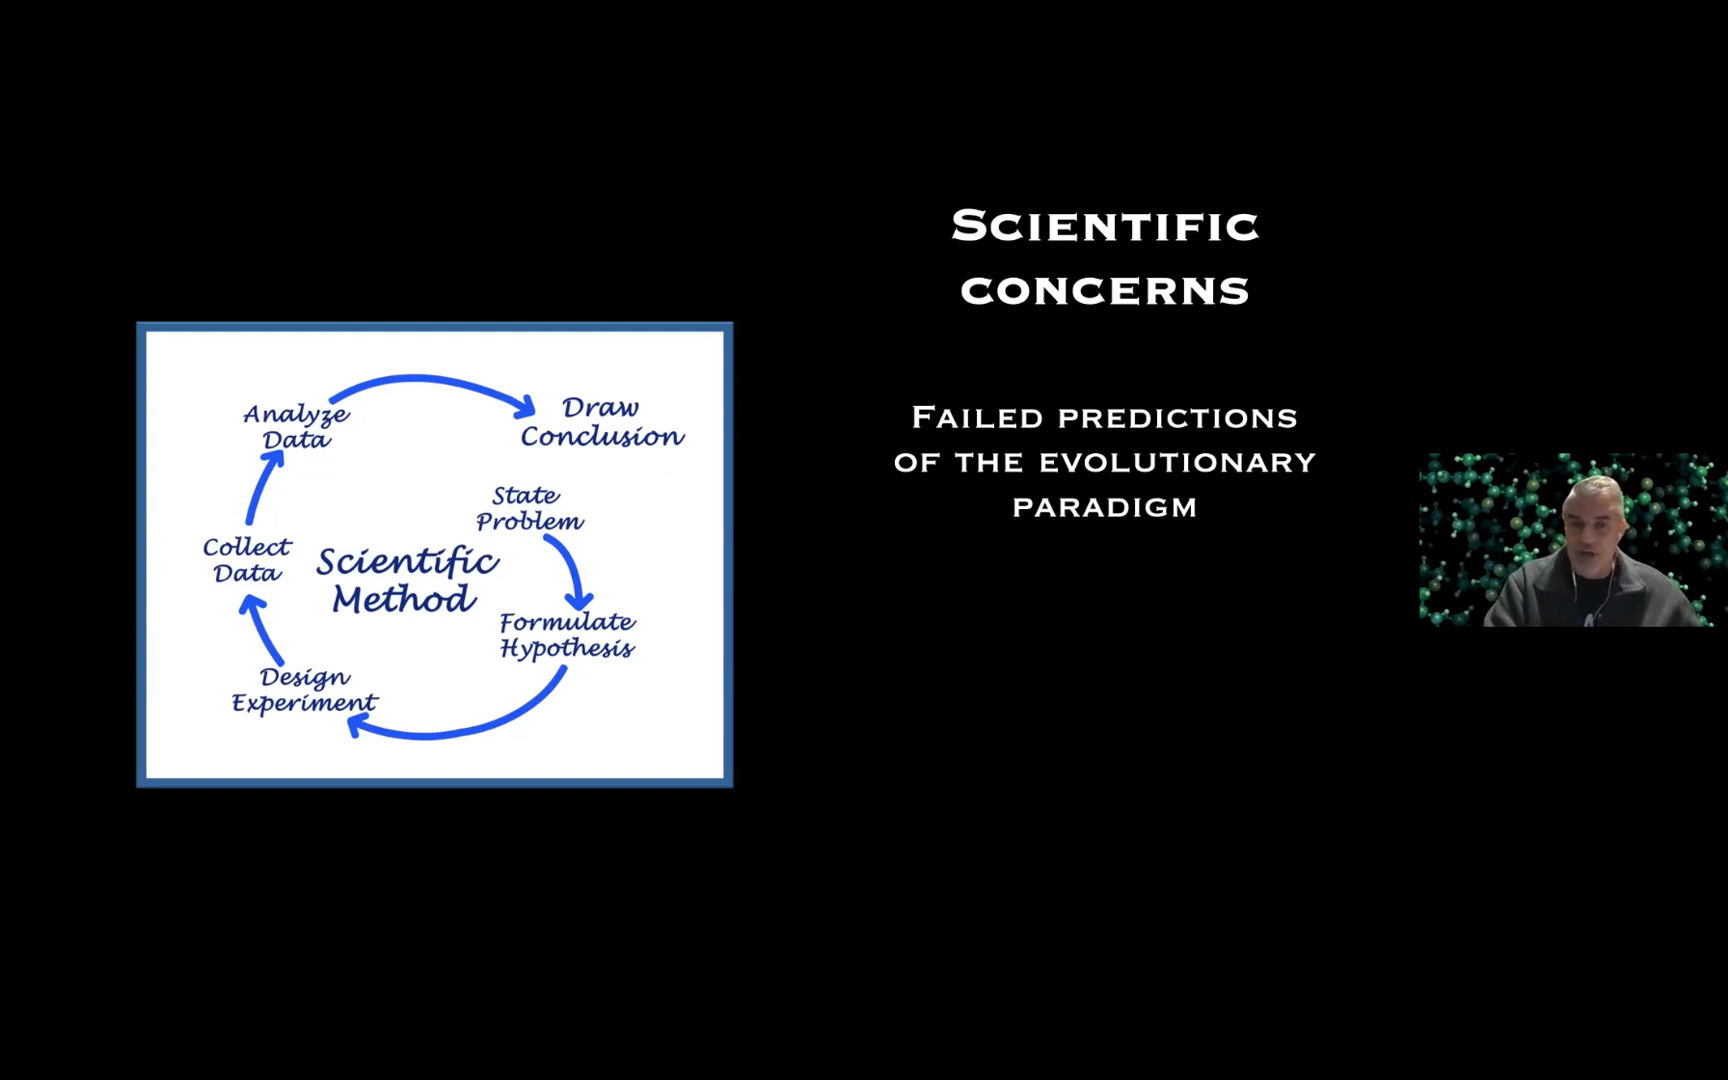 Scientific
concerns
Failed predictions
of the evolutionary
paradigm
Analyze
Data
Draw
Conclusion
State
Problem
Collect
Data
Scientific
Method
Formulate
Hypothesis
Design
Experiment